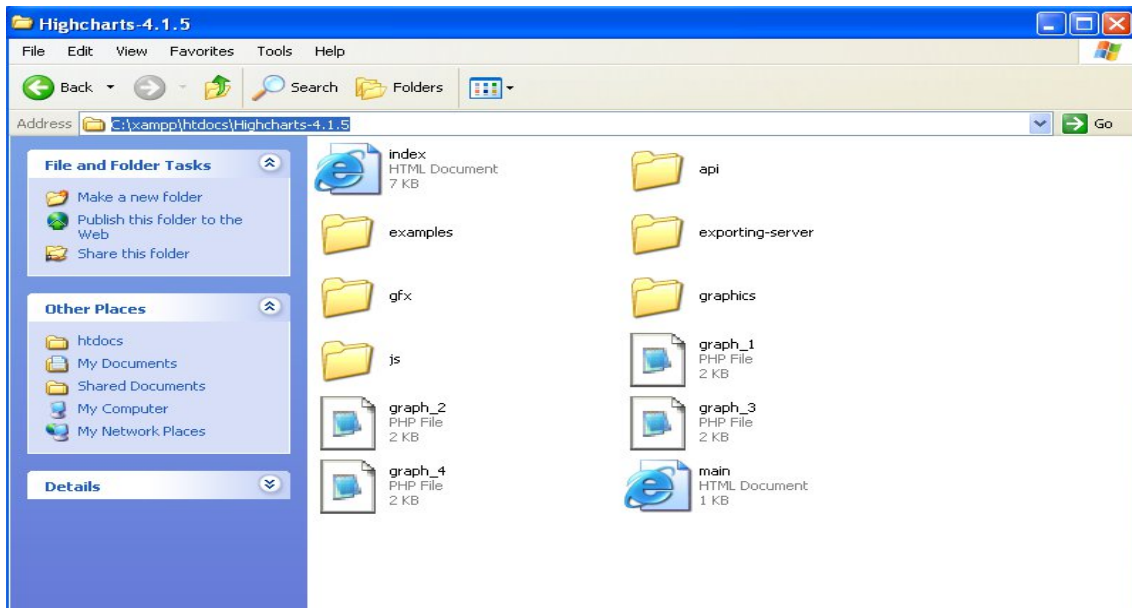 Highcharts-4.1.5
File Edit View Favorites Tools Help
Back Search Folders
Address C:\xampp\htdocs\Highcharts-4.1.5 Go
File and Folder Tasks
Make a new folder
Publish this folder to the
Web
Share this folder
Other Places
htdocs
My Documents
Shared Documents
My Computer
My Network Places
Details
index
HTML Document
7 KB
api
examples
exporting-server
gfx
graphics
js
graph_1
PHP File
2 KB
graph_2
PHP File
2 KB
graph_3
PHP File
2 KB
graph_4
PHP File
2 KB
main
HTML Document
1 KB